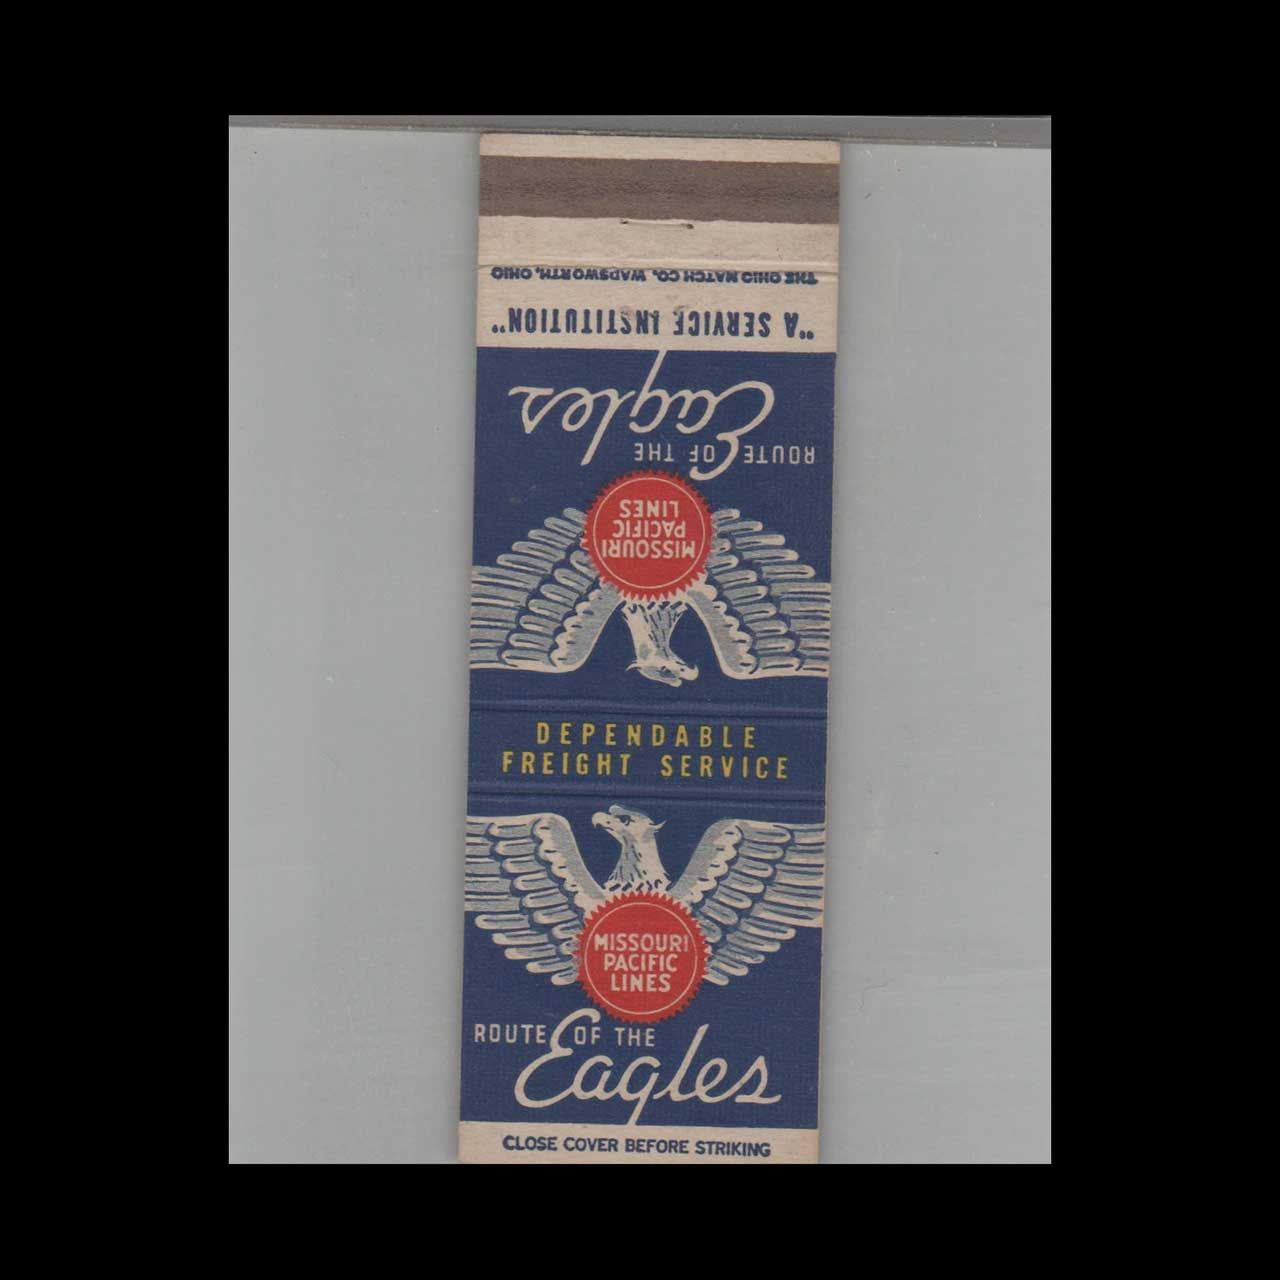 THE OHIO MATCH CO. WADSWORTH, OHIO
"A SERVICE INSTITUTION"
ROUTE OF THE
Eagles
MISSOURI
PACIFIC
LINES
DEPENDABLE
FREIGHT SERVICE
MISSOURI
PACIFIC
LINES
ROUTE OF THE
Eagles
CLOSE COVER BEFORE STRIKING